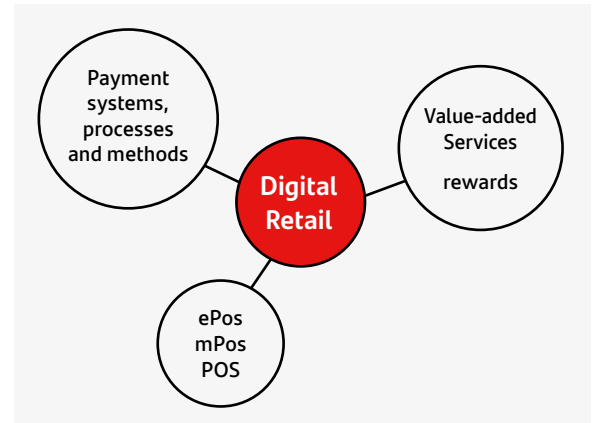 Payment
systems,
processes
and methods
Value-added
Services
rewards
Digital
Retail
ePos
mPos
POS